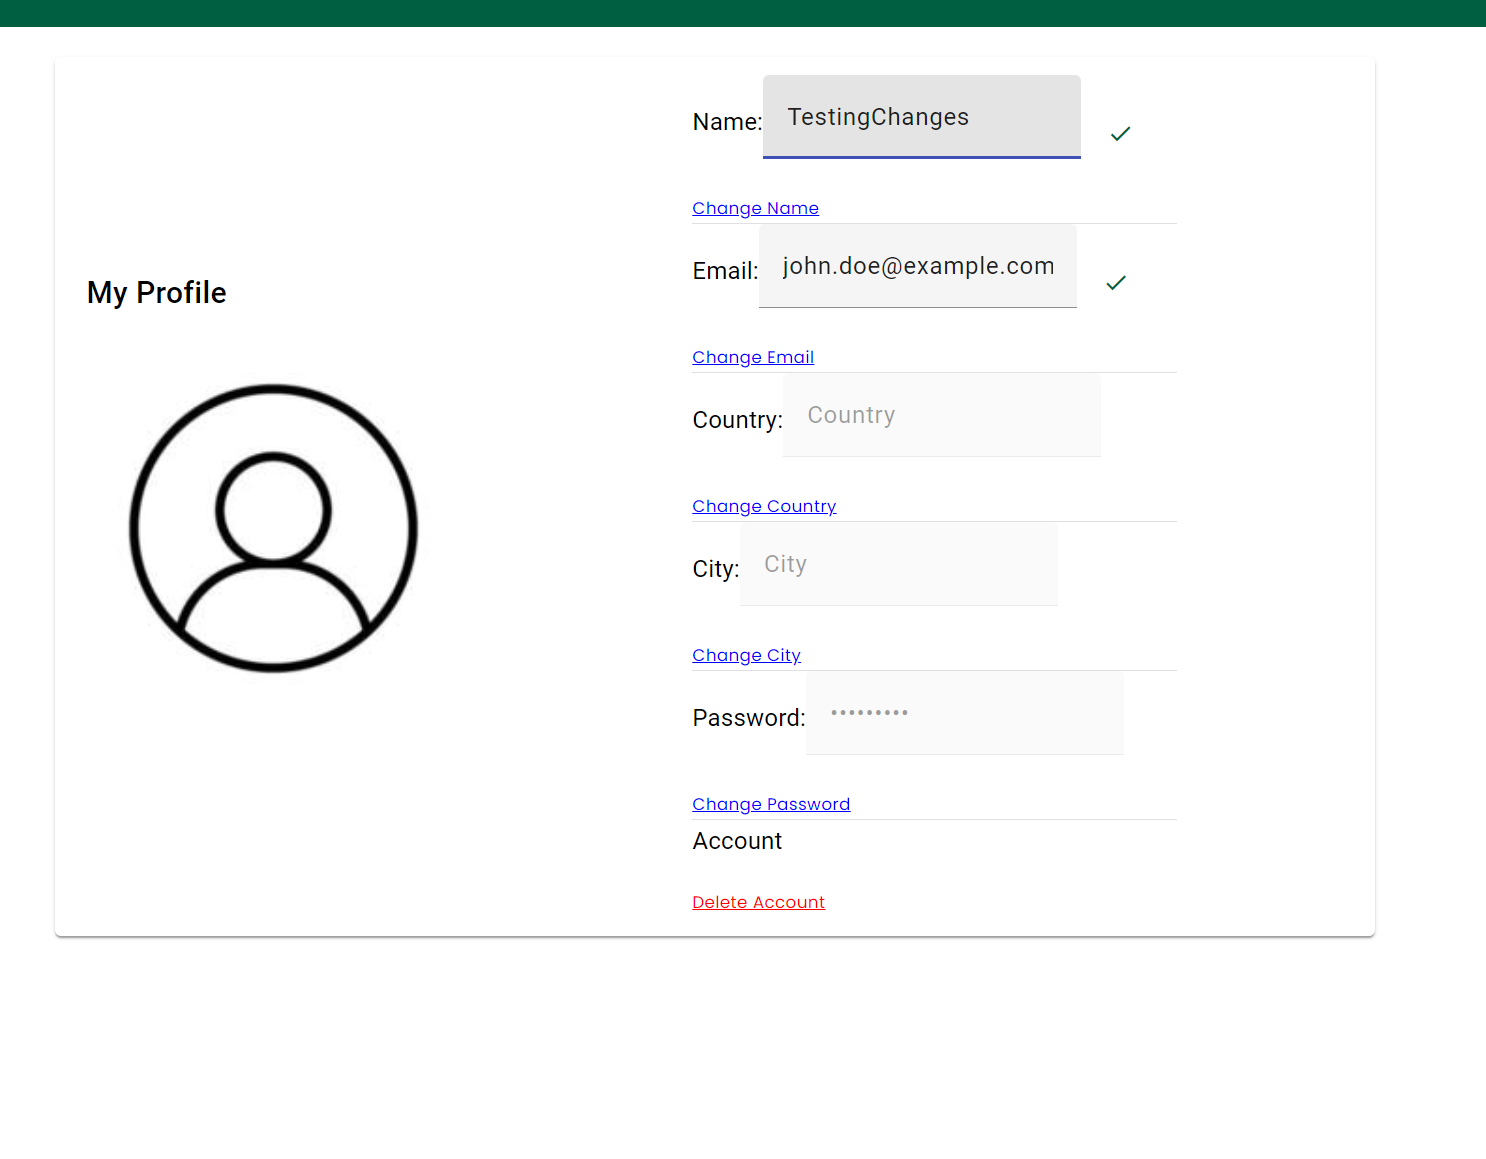 My Profile
Name: TestingChanges
Change Name
Email: john.doe@example.com
Change Email
Country: Country
Change Country
City: City
Change City
Password: •••••••••
Change Password
Account
Delete Account